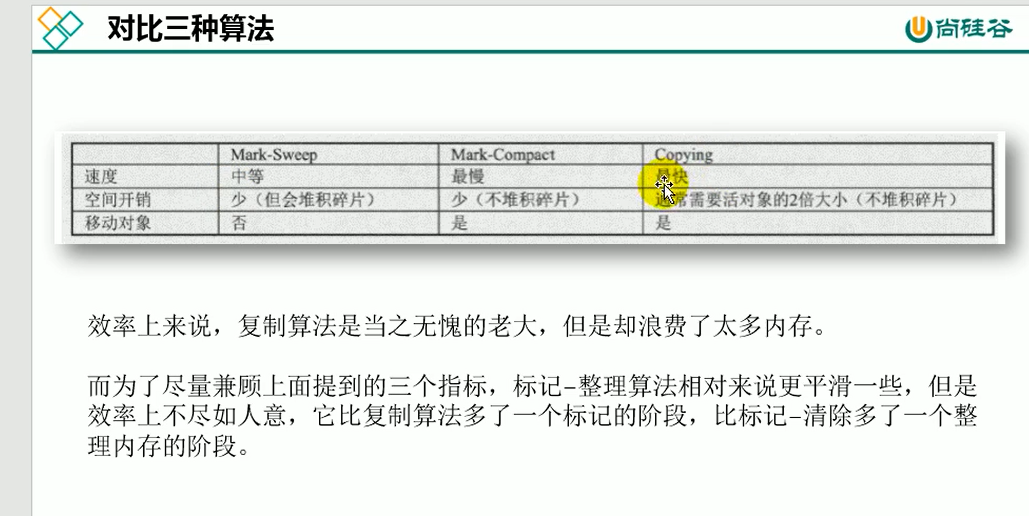 对比三种算法
尚硅谷
Mark-Sweep Mark-Compact Copying
速度 中等 最慢 最快
空间开销 少（但会堆积碎片） 少（不堆积碎片） 通常需要活对象的2倍大小（不堆积碎片）
移动对象 否 是 是
效率上来说，复制算法是当之无愧的老大，但是却浪费了太多内存。
而为了尽量兼顾上面提到的三个指标，标记-整理算法相对来说更平滑一些，但是
效率上不尽如人意，它比复制算法多了一个标记的阶段，比标记-清除多了一个整
理内存的阶段。